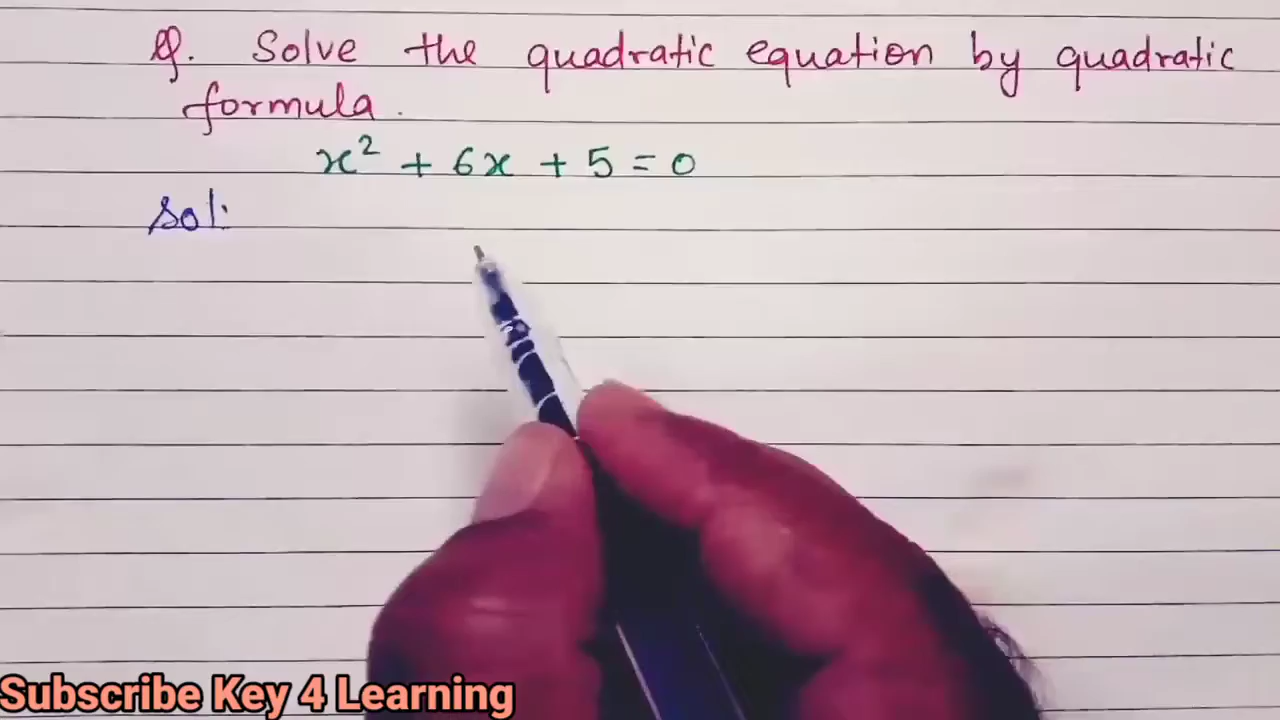 Q. Solve the quadratic equation by quadratic
formula.
x² + 6x + 5 = 0
Sol:
Subscribe Key 4 Learning